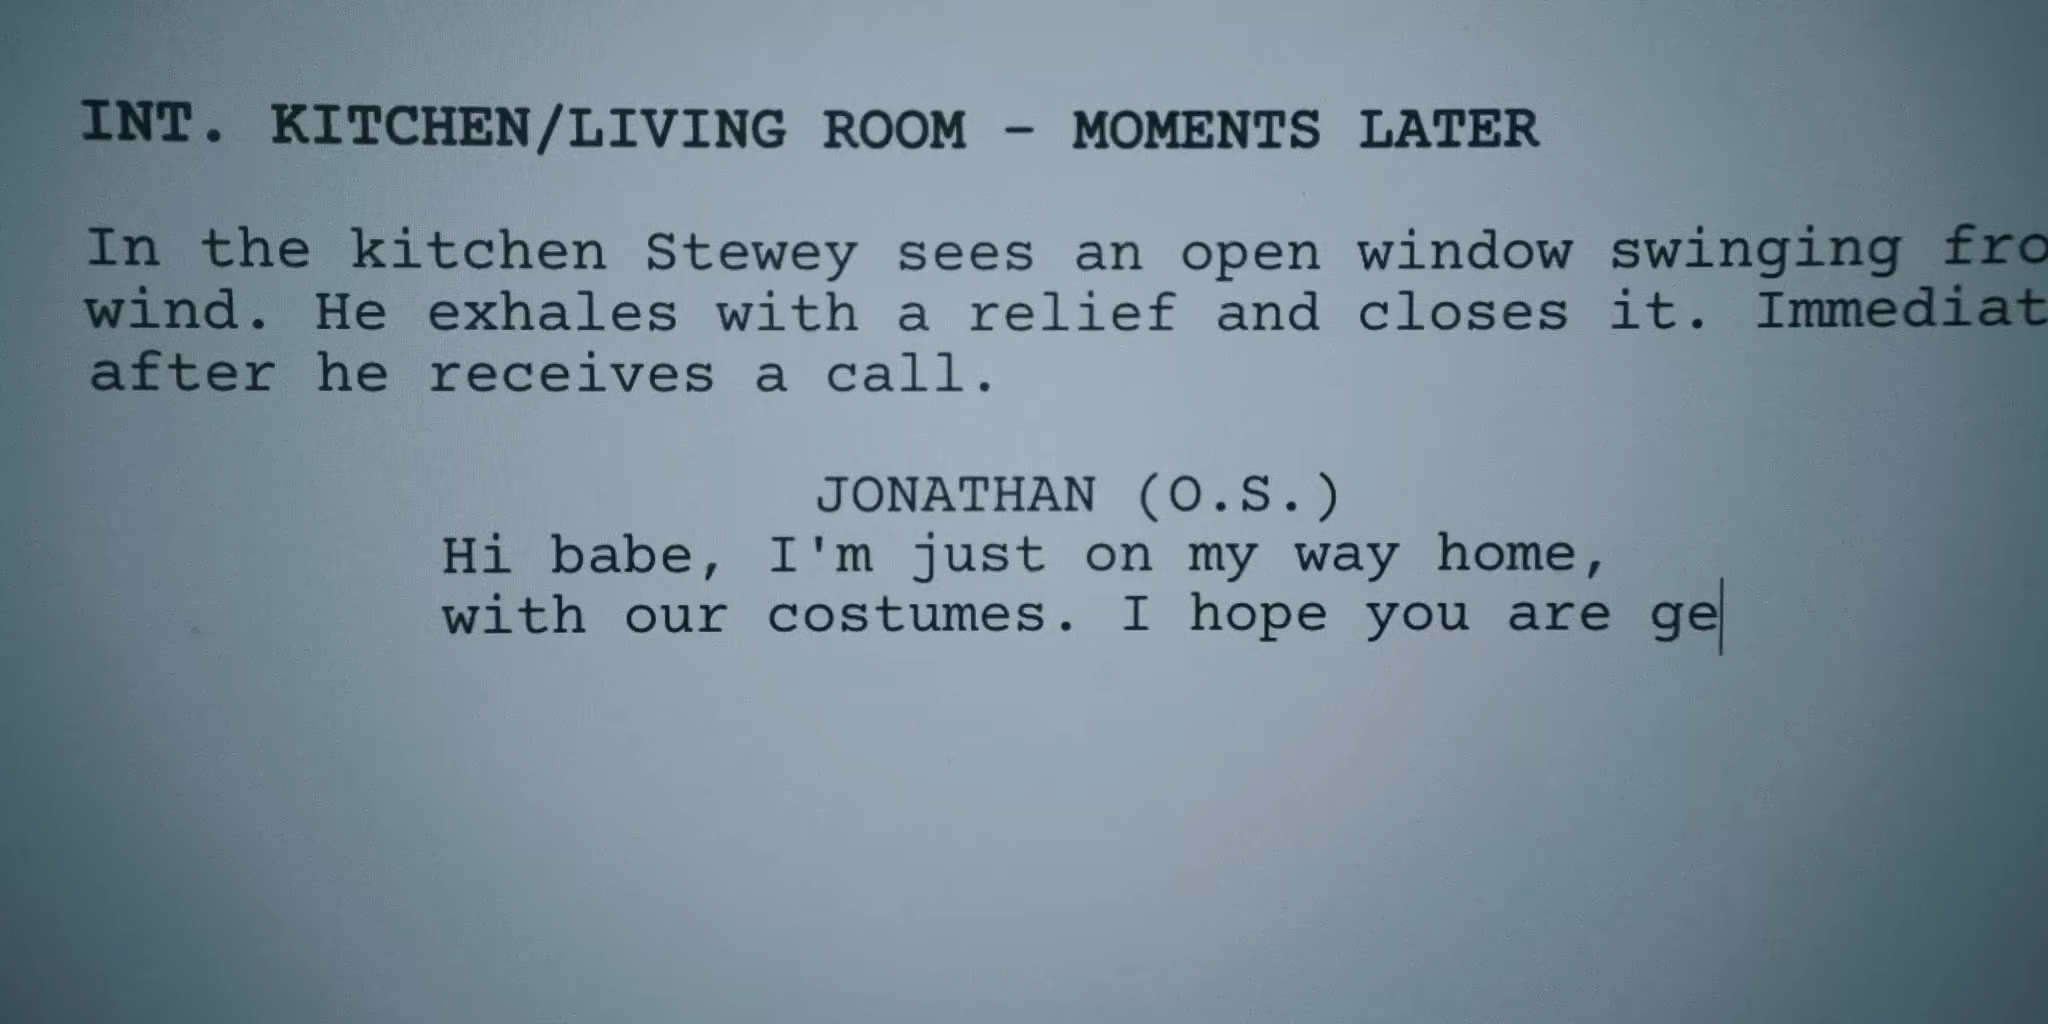 INT. KITCHEN/LIVING ROOM - MOMENTS LATER
In the kitchen Stewey sees an open window swinging fro
wind. He exhales with a relief and closes it. Immediat
after he receives a call.
JONATHAN (O.S.)
Hi babe, I'm just on my way home,
with our costumes. I hope you are ge